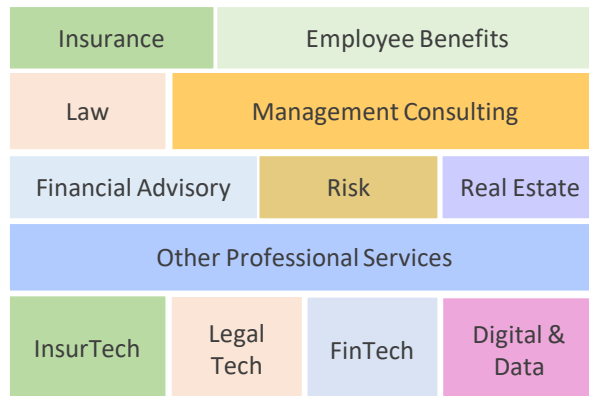 Insurance
Employee Benefits
Law
Management Consulting
Financial Advisory
Risk
Real Estate
Other Professional Services
InsurTech
Legal
Tech
FinTech
Digital &
Data